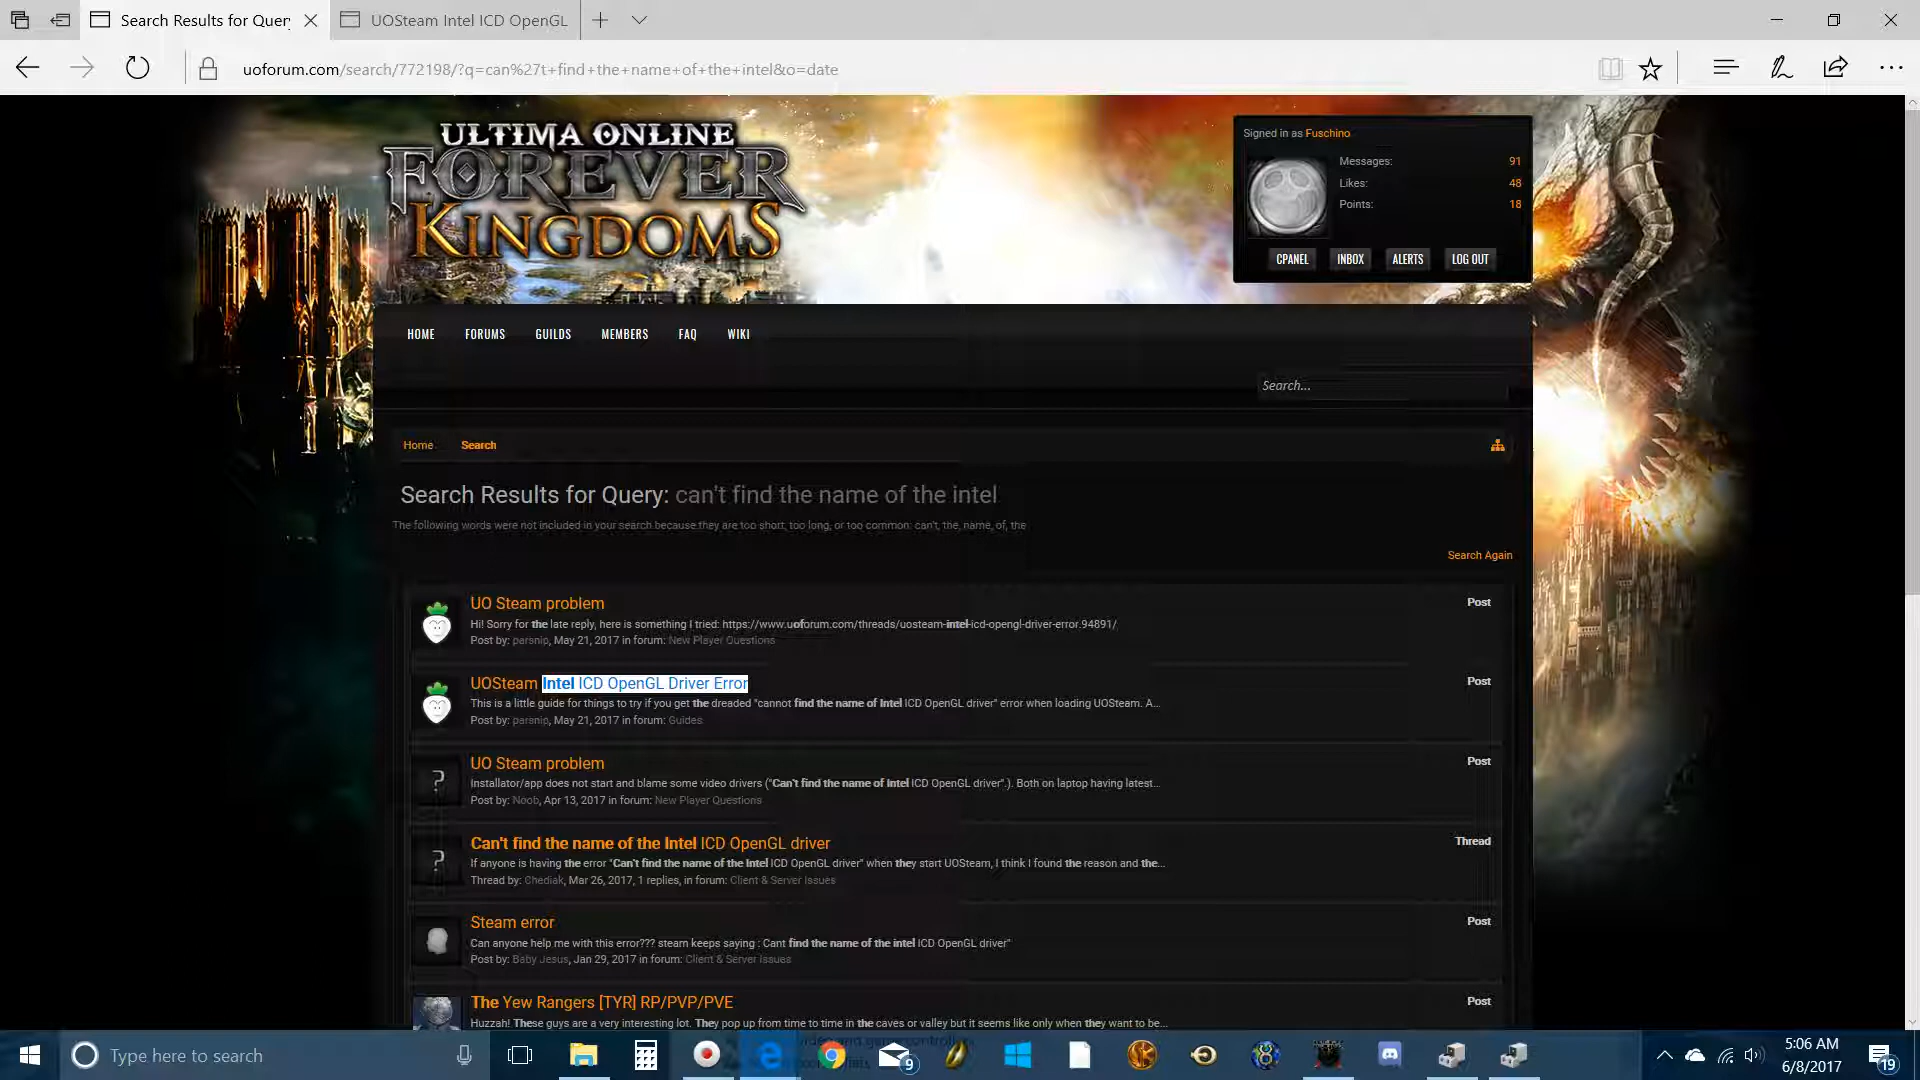 Search Results for Quer
UOSteam Intel ICD OpenGL
uoforum.com/search/772198/?q=can%27t+find+the+name+of+the+intel&o=date
ULTIMA ONLINE
FOREVER
KINGDOMS
Signed in as Fuschino
Messages: 91
Likes: 48
Points: 18
CPANEL INBOX ALERTS LOG OUT
HOME FORUMS GUILDS MEMBERS FAQ WIKI
Search...
Home Search
Search Results for Query: can't find the name of the intel
The following words were not included in your search because they are too short, too long, or too common: can't, the, name, of, the
Search Again
UO Steam problem
Post
Hi! Sorry for the late reply, here is something I tried: https://www.uoforum.com/threads/uosteam-intel-icd-opengl-driver-error.94891/
Post by: parsnip, May 21, 2017 in forum: New Player Questions
UOSteam Intel ICD OpenGL Driver Error
Post
This is a little guide for things to try if you get the dreaded "cannot find the name of Intel ICD OpenGL driver" error when loading UOSteam. A...
Post by: parsnip, May 21, 2017 in forum: Guides
UO Steam problem
Post
Installator/app does not start and blame some video drivers ("Can't find the name of Intel ICD OpenGL driver".). Both on laptop having latest...
Post by: Noob, Apr 13, 2017 in forum: New Player Questions
Can't find the name of the Intel ICD OpenGL driver
Thread
If anyone is having the error "Can't find the name of the Intel ICD OpenGL driver" when they start UOSteam, I think I found the reason and the...
Thread by: Chediak, Mar 26, 2017, 1 replies, in forum: Client & Server Issues
Steam error
Post
Can anyone help me with this error??? steam keeps saying : Cant find the name of the intel ICD OpenGL driver"
Post by: Baby Jesus, Jan 29, 2017 in forum: Client & Server Issues
The Yew Rangers [TYR] RP/PVP/PVE
Post
Huzzah! These guys are a very interesting lot. They pop up from time to time in the caves or valley but it seems like only when they want to be...
Type here to search
9
5:06 AM
6/8/2017
19